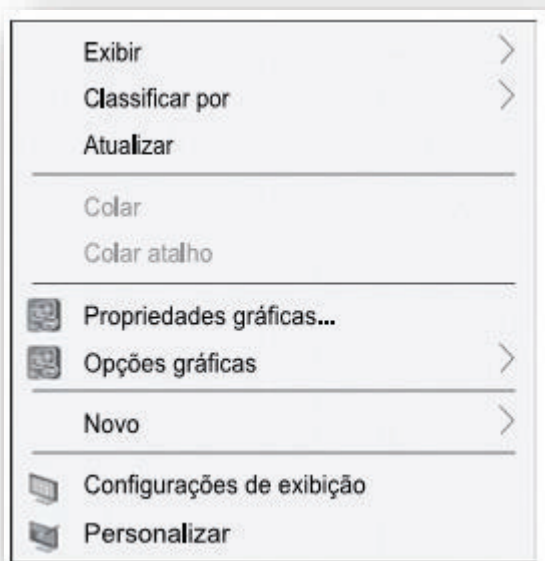 Exibir
Classificar por
Atualizar
Colar
Colar atalho
Propriedades gráficas...
Opções gráficas
Novo
Configurações de exibição
Personalizar